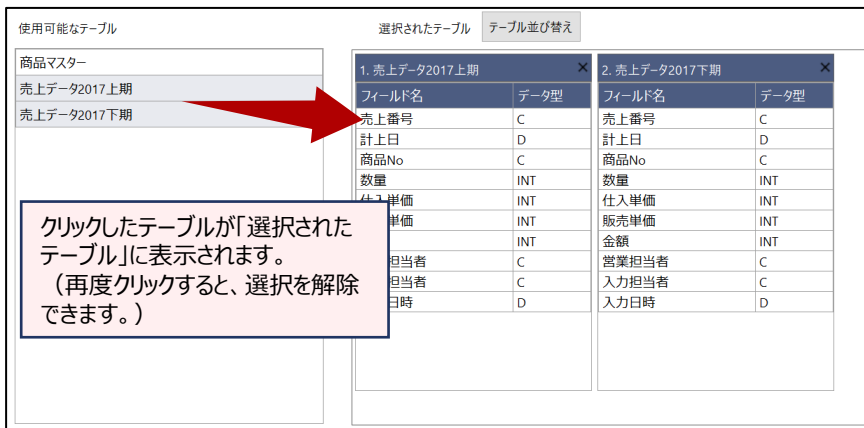 使用可能なテーブル
選択されたテーブル テーブル並び替え
商品マスター
売上データ2017上期
売上データ2017下期
1. 売上データ2017上期 ×
フィールド名 データ型
売上番号 C
計上日 D
商品No C
数量 INT
仕入単価 INT
単価 INT
INT
担当者 C
担当者 C
日時 D
2. 売上データ2017下期 ×
フィールド名 データ型
売上番号 C
計上日 D
商品No C
数量 INT
仕入単価 INT
販売単価 INT
金額 INT
営業担当者 C
入力担当者 C
入力日時 D
クリックしたテーブルが「選択された
テーブル」に表示されます。
（再度クリックすると、選択を解除
できます。）